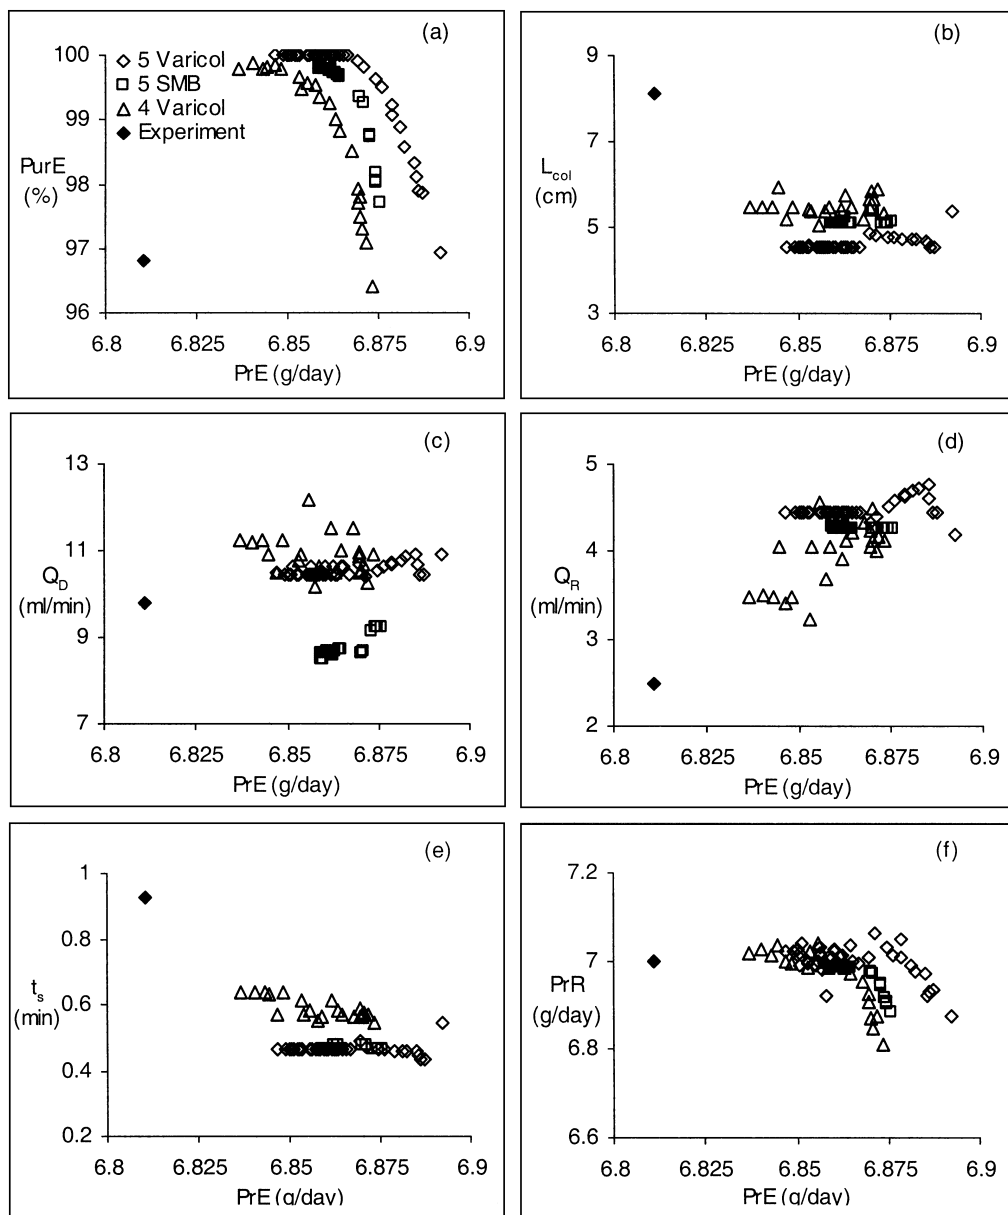 (a)
100
99
98
97
96
PurE
(%)
5 Varicol
5 SMB
4 Varicol
Experiment
6.8 6.825 6.85 6.875 6.9
PrE (g/day)
(b)
9
8
7
6
5
4
3
L_col
(cm)
6.8 6.825 6.85 6.875 6.9
PrE (g/day)
(c)
13
11
9
7
Q_D
(ml/min)
6.8 6.825 6.85 6.875 6.9
PrE (g/day)
(d)
5
4
3
2
Q_R
(ml/min)
6.8 6.825 6.85 6.875 6.9
PrE (g/day)
(e)
1
0.8
0.6
0.4
0.2
t_s
(min)
6.8 6.825 6.85 6.875 6.9
PrE (g/day)
(f)
7.2
7
6.8
6.6
PrR
(g/day)
6.8 6.825 6.85 6.875 6.9
PrE (g/day)